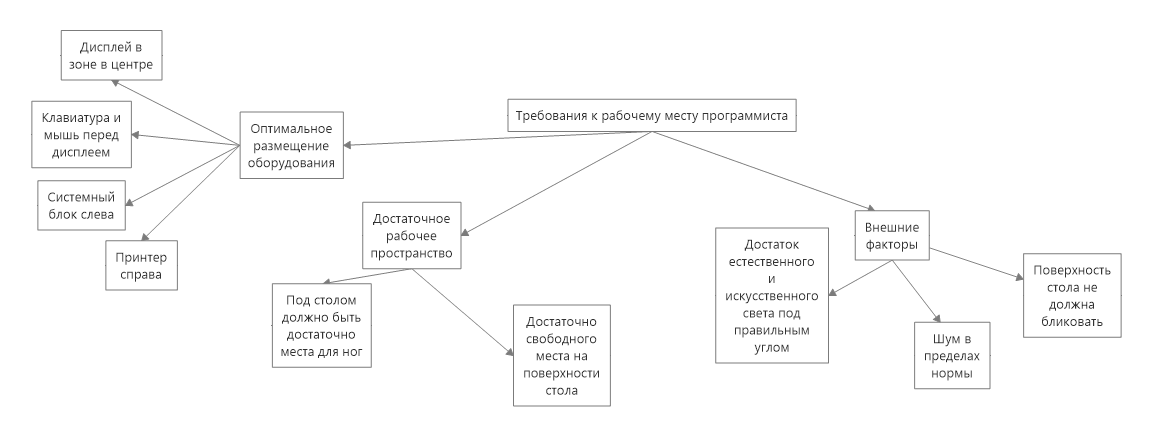 Требования к рабочему месту программиста
Оптимальное
размещение
оборудования
Дисплей в
зоне в центре
Клавиатура и
мышь перед
дисплеем
Системный
блок слева
Принтер
справа
Достаточное
рабочее
пространство
Под столом
должно быть
достаточно
места для ног
Достаточно
свободного
места на
поверхности
стола
Внешние
факторы
Достаток
естественного
и
искусственного
света под
правильным
углом
Шум в
пределах
нормы
Поверхность
стола не
должна
бликовать